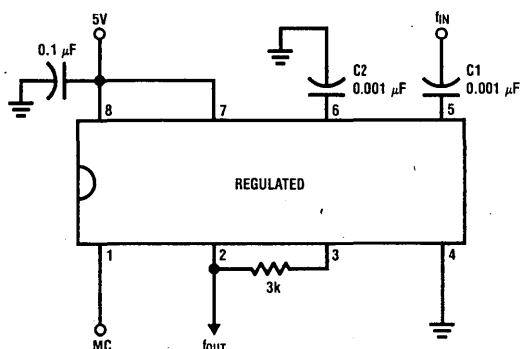 5V
fIN
0.1 μF
C2
0.001 μF
C1
0.001 μF
8
7
6
5
REGULATED
1
2
3
4
3k
MC
fOUT